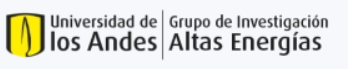 Universidad de
los Andes
Grupo de Investigación
Altas Energías